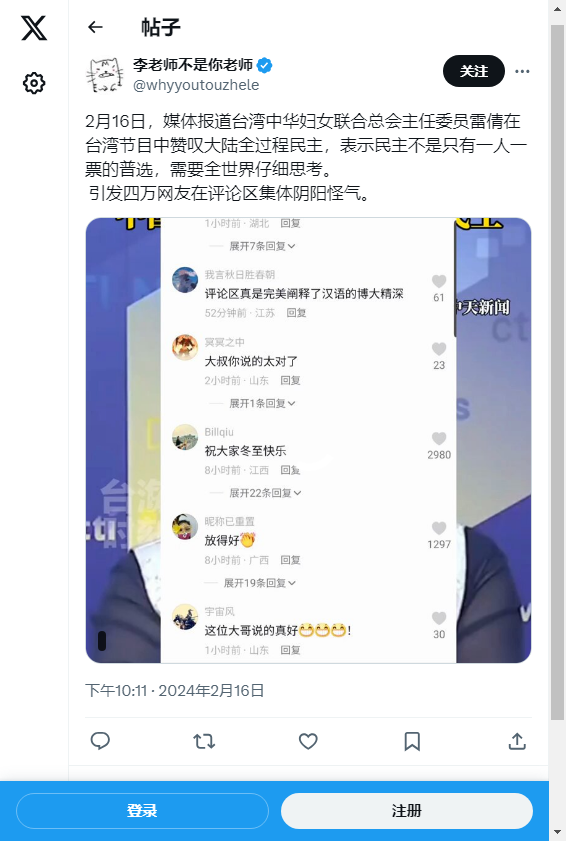 帖子
李老师不是你老师
@whyyoutouzhele
关注
2月16日，媒体报道台湾中华妇女联合总会主任委员雷倩在
台湾节目中赞叹大陆全过程民主，表示民主不是只有一人一
票的普选，需要全世界仔细思考。
引发四万网友在评论区集体阴阳怪气。
1小时前 · 湖北 回复
展开7条回复
我言秋日胜春朝
评论区真是完美阐释了汉语的博大精深
52分钟前 · 江苏 回复
61
中天新闻
冥冥之中
大叔你说的太对了
2小时前 · 山东 回复
23
展开1条回复
Billqiu
祝大家冬至快乐
8小时前 · 江西 回复
2980
展开22条回复
昵称已重置
放得好👏
8小时前 · 广西 回复
1297
展开19条回复
宇宙风
这位大哥说的真好😁😁😁！
1小时前 · 山东 回复
30
台海
时
cti
下午10:11 · 2024年2月16日
登录
注册